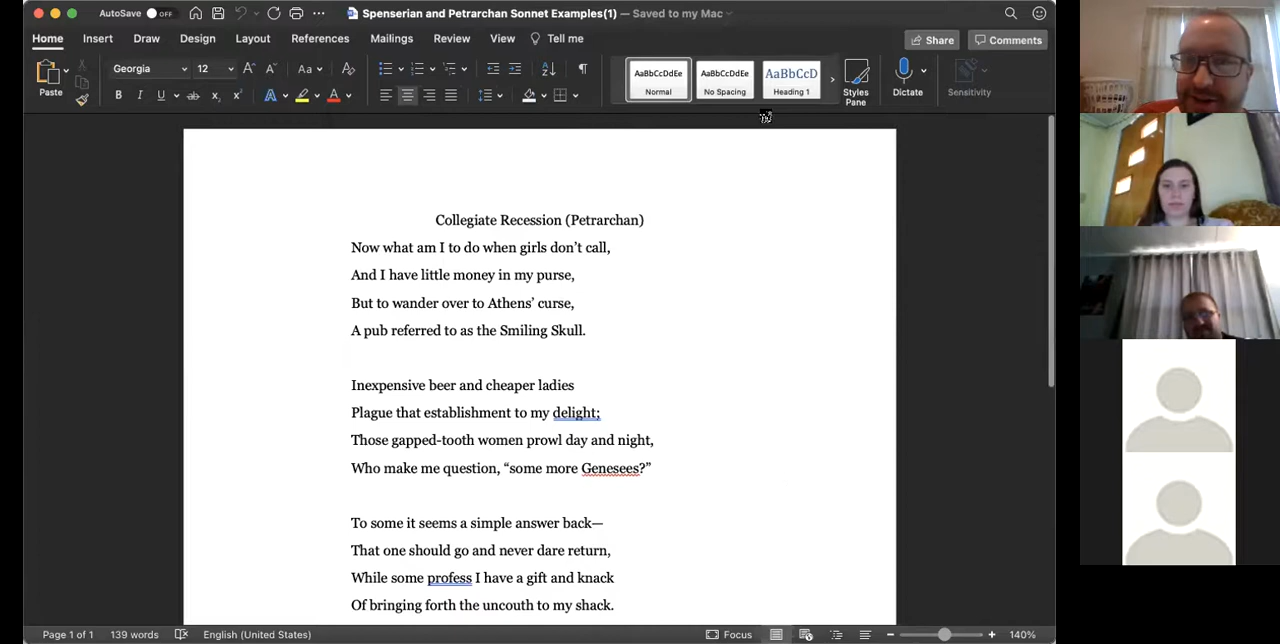 AutoSave OFF
Spenserian and Petrarchan Sonnet Examples(1) — Saved to my Mac
Home Insert Draw Design Layout References Mailings Review View Tell me Share Comments
Paste Georgia 12 Aa AaBbCcDdEe AaBbCcDdEe AaBbCcD
Normal No Spacing Heading 1 Styles Pane Dictate Sensitivity
Collegiate Recession (Petrarchan)
Now what am I to do when girls don’t call,
And I have little money in my purse,
But to wander over to Athens’ curse,
A pub referred to as the Smiling Skull.
Inexpensive beer and cheaper ladies
Plague that establishment to my delight;
Those gapped-tooth women prowl day and night,
Who make me question, “some more Genesees?”
To some it seems a simple answer back—
That one should go and never dare return,
While some profess I have a gift and knack
Of bringing forth the uncouth to my shack.
Page 1 of 1 139 words English (United States) Focus 140%